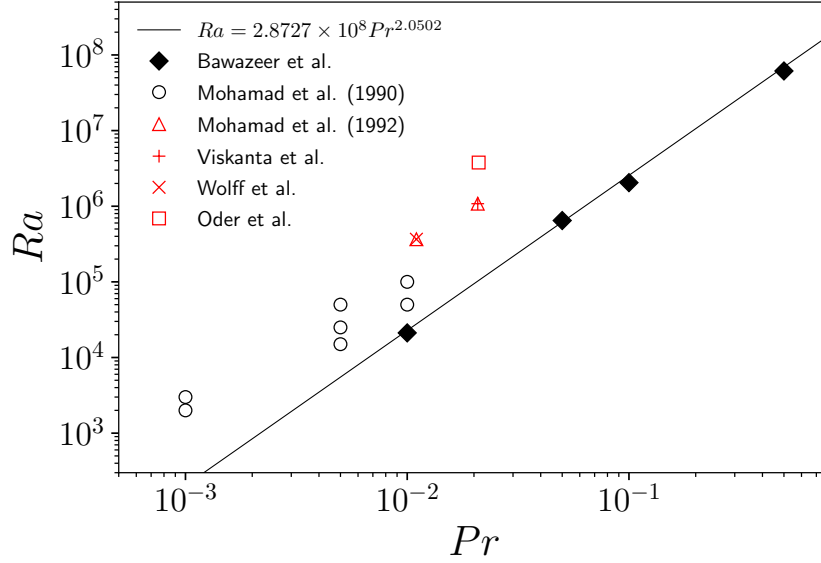 Ra = 2.8727 × 10^8 Pr^2.0502
Bawazeer et al.
Mohamad et al. (1990)
Mohamad et al. (1992)
Viskanta et al.
Wolff et al.
Oder et al.
10^8
10^7
10^6
10^5
10^4
10^3
Ra
10^−3
10^−2
10^−1
Pr